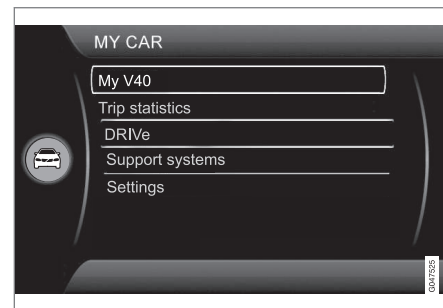 MY CAR
My V40
Trip statistics
DRIVe
Support systems
Settings
G047525